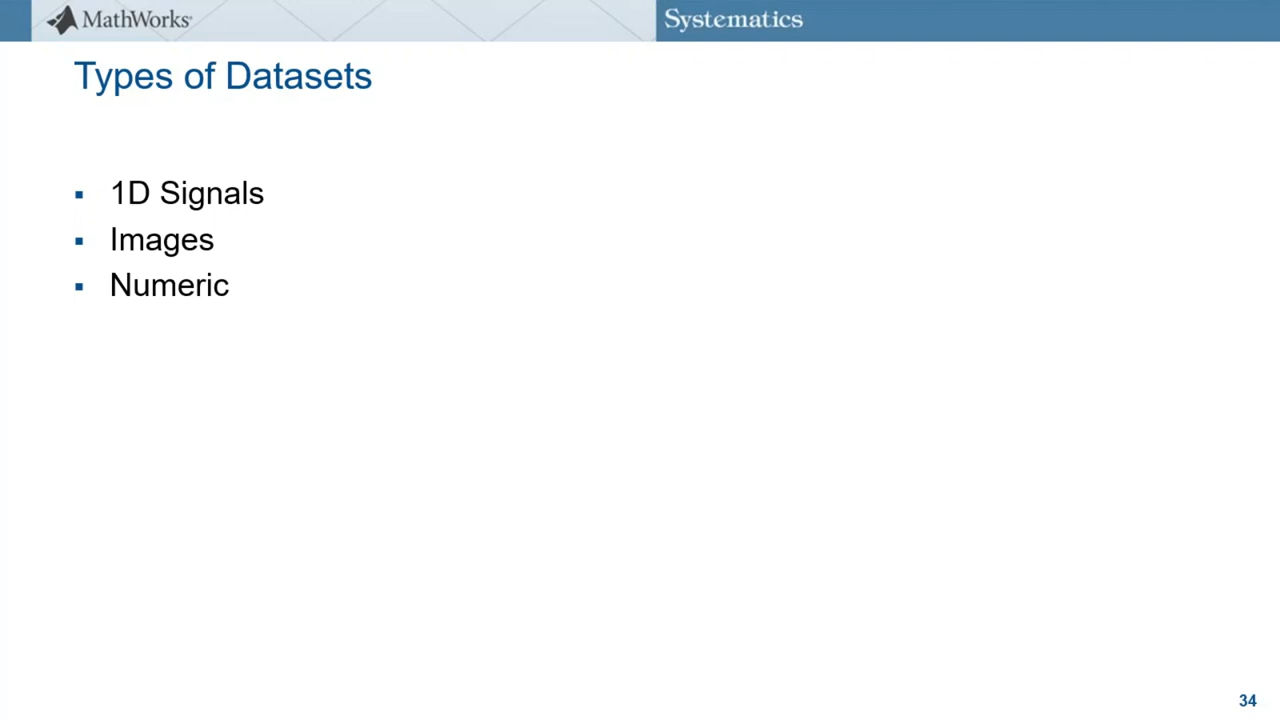 MathWorks®
Systematics
Types of Datasets
▪ 1D Signals
▪ Images
▪ Numeric
34